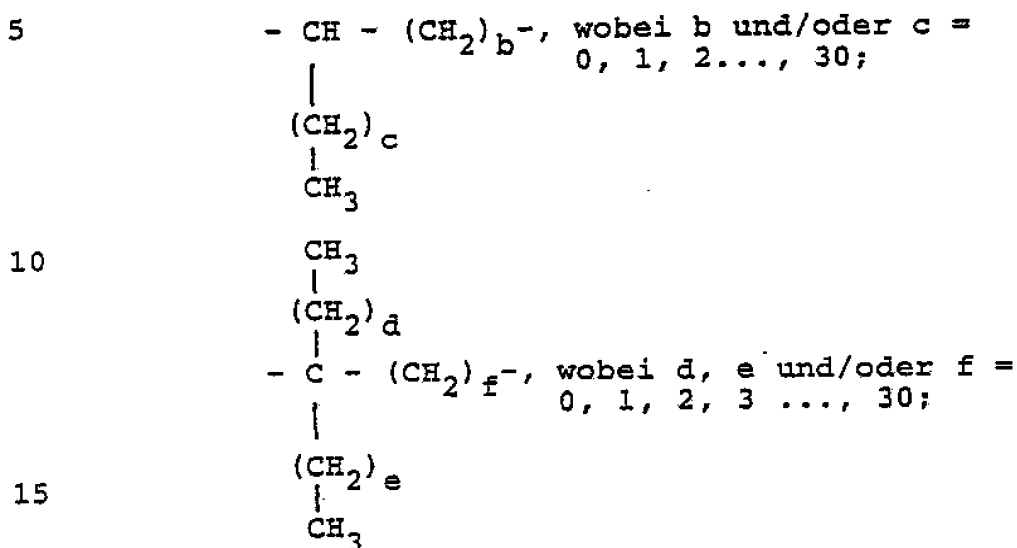 5 - CH - (CH2)b-, wobei b und/oder c =
0, 1, 2..., 30;
|
(CH2)c
|
CH3
10 CH3
|
(CH2)d
|
- C - (CH2)f-, wobei d, e und/oder f =
0, 1, 2, 3 ..., 30;
|
(CH2)e
15 |
CH3